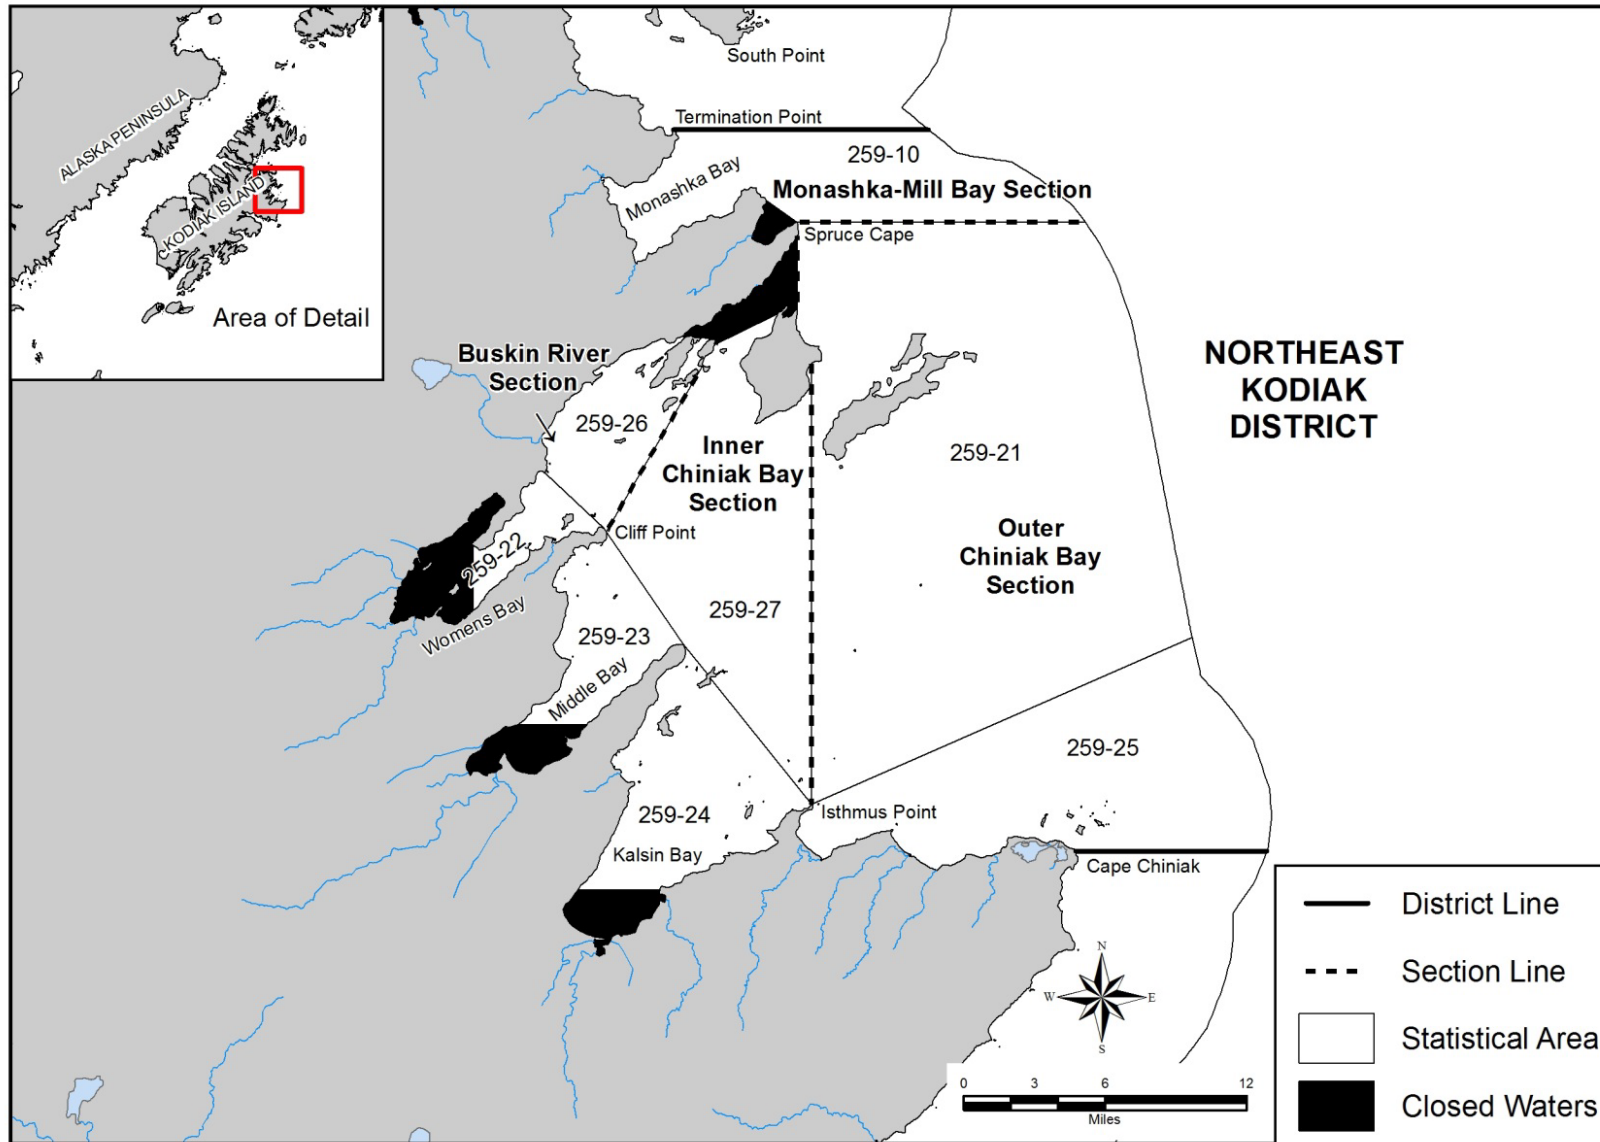 ALASKA PENINSULA
KODIAK ISLAND
Area of Detail
South Point
Termination Point
259-10
Monashka Bay
Monashka-Mill Bay Section
Spruce Cape
Buskin River
Section
NORTHEAST
KODIAK
DISTRICT
259-26
Inner
Chiniak Bay
Section
259-21
Cliff Point
Outer
Chiniak Bay
Section
259-22
Womens Bay
259-27
259-23
Middle Bay
259-25
259-24
Isthmus Point
Kalsin Bay
Cape Chiniak
N
W
E
S
0 3 6 12
Miles
District Line
Section Line
Statistical Area
Closed Waters